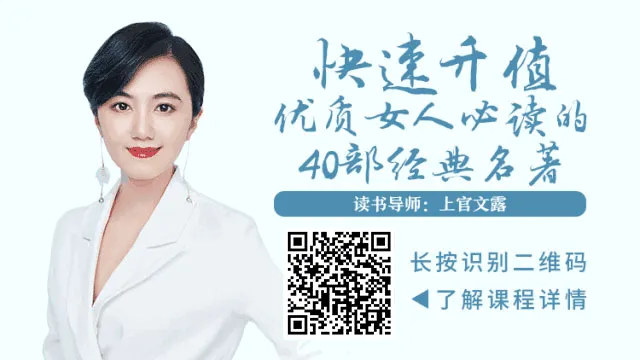 快速升值
优质女人必读的
40部经典名著
读书导师：上官文露
长按识别二维码
◀了解课程详情